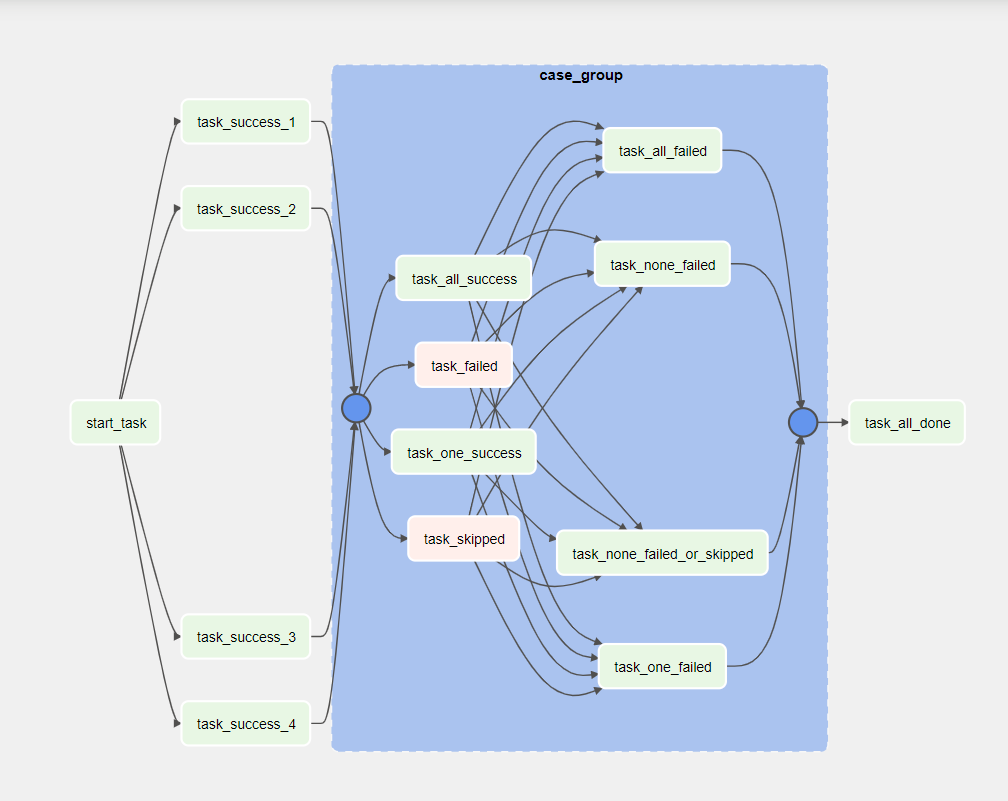 case_group
task_success_1
task_all_failed
task_success_2
task_none_failed
task_all_success
task_failed
start_task
task_all_done
task_one_success
task_skipped
task_none_failed_or_skipped
task_success_3
task_one_failed
task_success_4